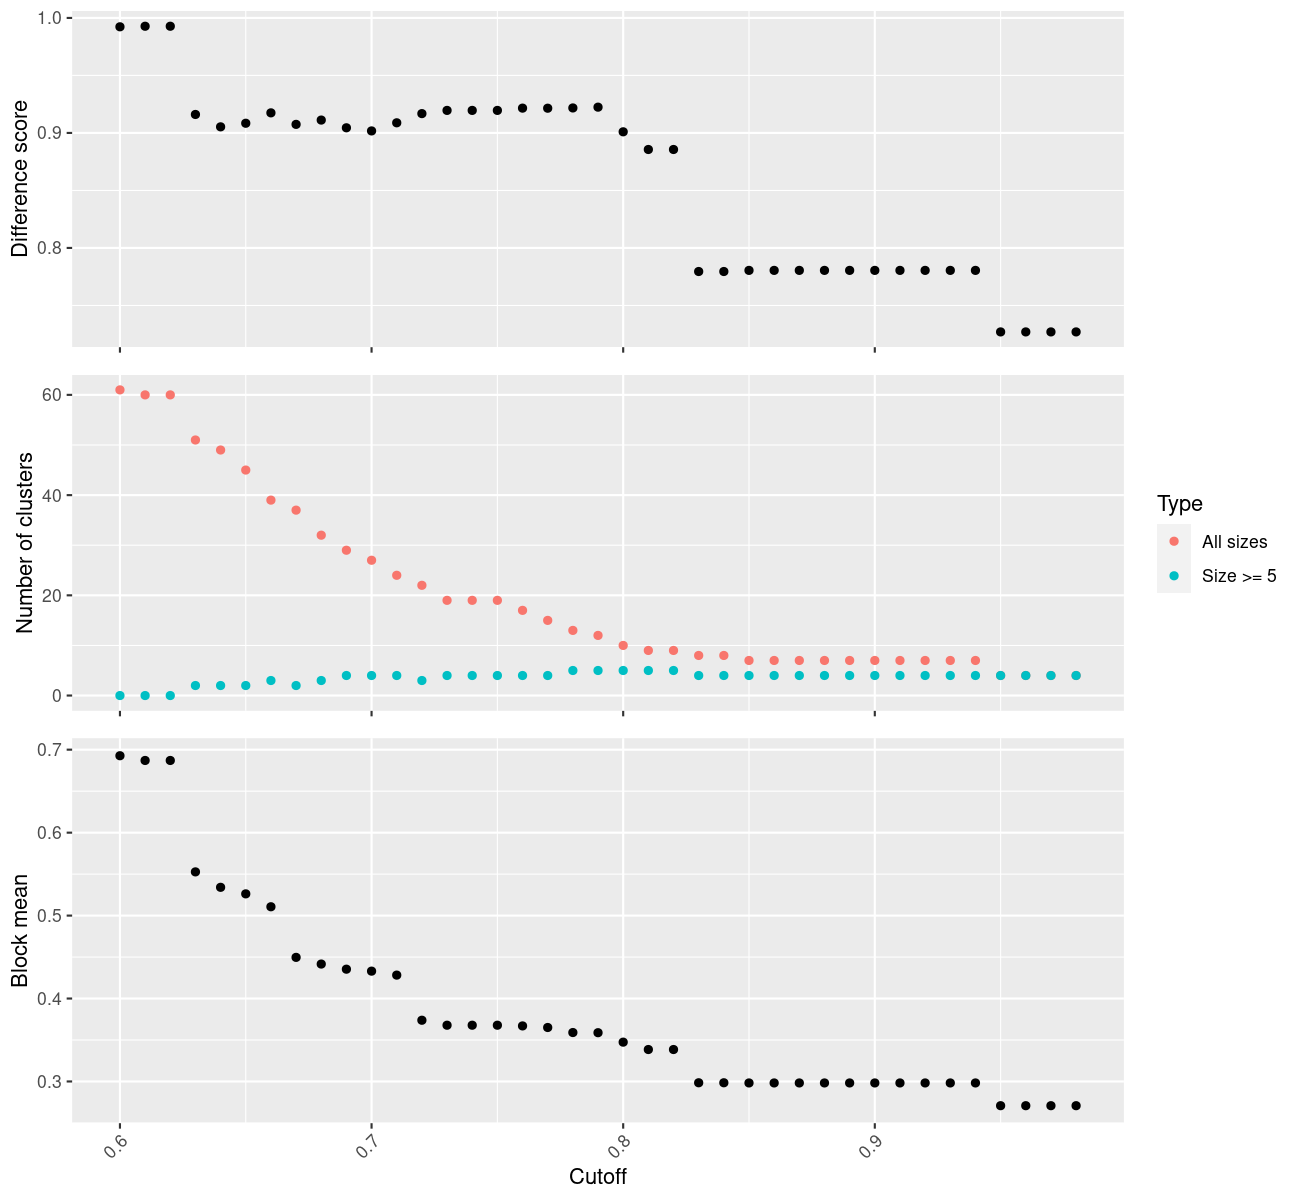 1.0
0.9
0.8
Difference score
60
40
20
0
Number of clusters
Type
All sizes
Size >= 5
0.7
0.6
0.5
0.4
0.3
Block mean
0.6
0.7
0.8
0.9
Cutoff